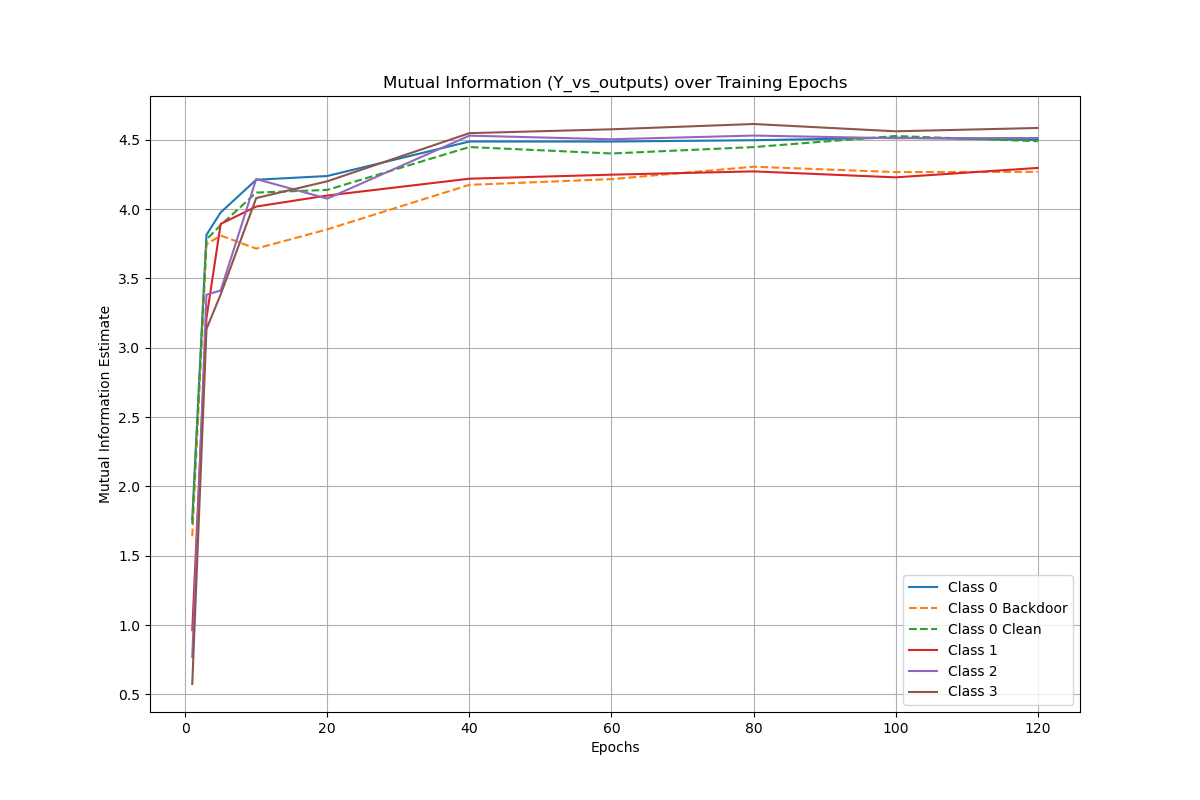 Mutual Information (Y_vs_outputs) over Training Epochs
Mutual Information Estimate
4.5
4.0
3.5
3.0
2.5
2.0
1.5
1.0
0.5
0 20 40 60 80 100 120
Epochs
Class 0
Class 0 Backdoor
Class 0 Clean
Class 1
Class 2
Class 3